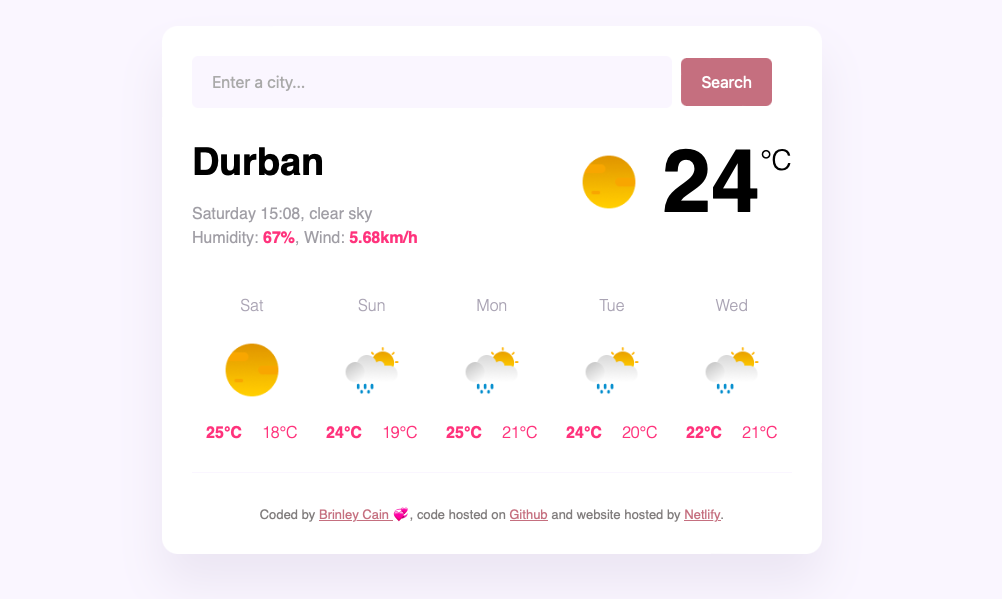 Enter a city...
Search
Durban
24 °C
Saturday 15:08, clear sky
Humidity: 67%, Wind: 5.68km/h
Sat Sun Mon Tue Wed
25°C 18°C 24°C 19°C 25°C 21°C 24°C 20°C 22°C 21°C
Coded by Brinley Cain 💞, code hosted on Github and website hosted by Netlify.